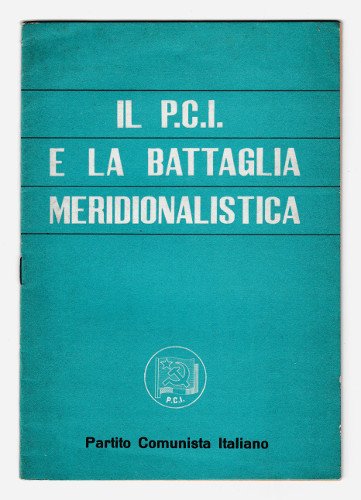 IL P.C.I.
E LA BATTAGLIA
MERIDIONALISTICA
P.C.I.
Partito Comunista Italiano